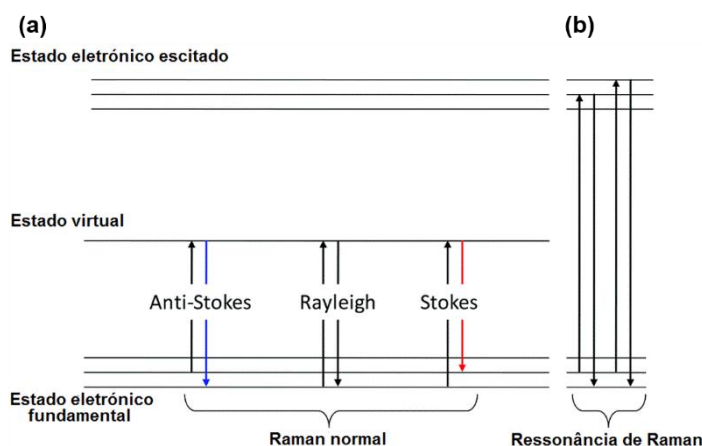 (a)
(b)
Estado eletrónico escitado
Estado virtual
Anti-Stokes
Rayleigh
Stokes
Estado eletrónico
fundamental
Raman normal
Ressonância de Raman